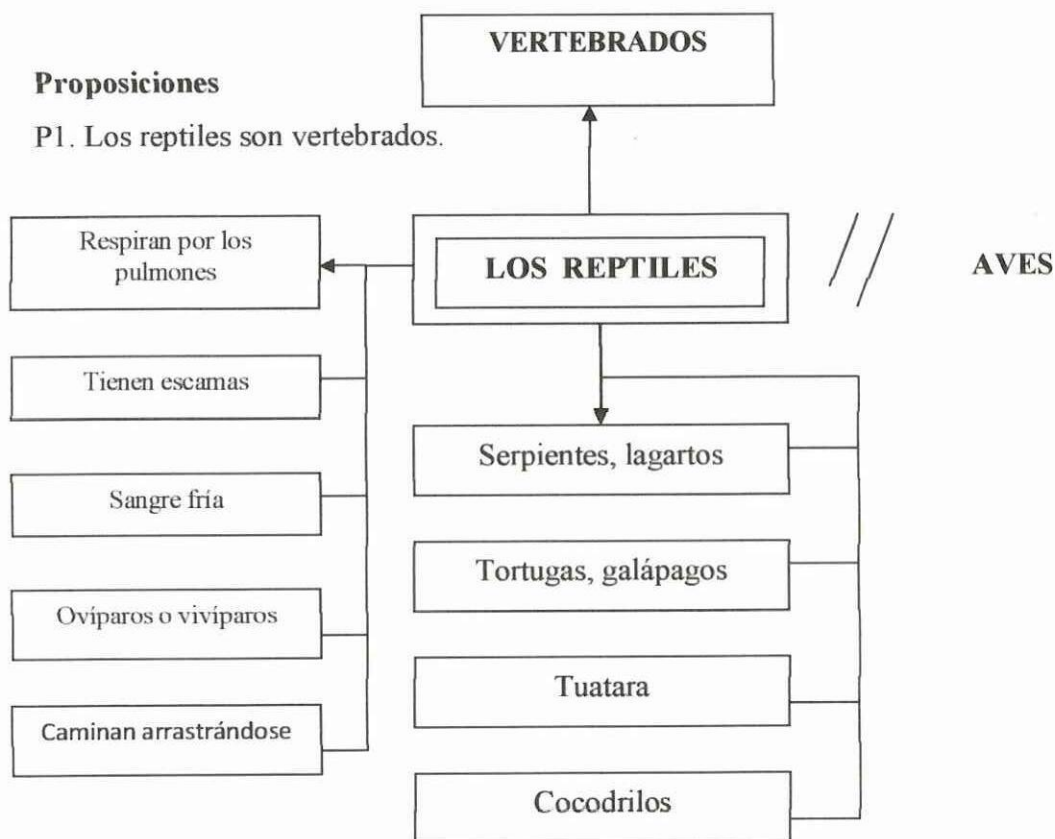 VERTEBRADOS
Proposiciones
P1. Los reptiles son vertebrados.
Respiran por los
pulmones
LOS REPTILES
AVES
Tienen escamas
Serpientes, lagartos
Sangre fría
Tortugas, galápagos
Ovíparos o vivíparos
Tuatara
Caminan arrastrándose
Cocodrilos